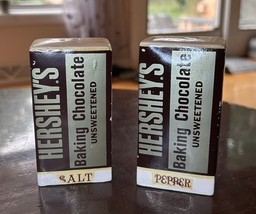 HERSHEY'S
Baking Chocolate
UNSWEETENED
SALT
HERSHEY'S
Baking Chocolate
UNSWEETENED
PEPPER